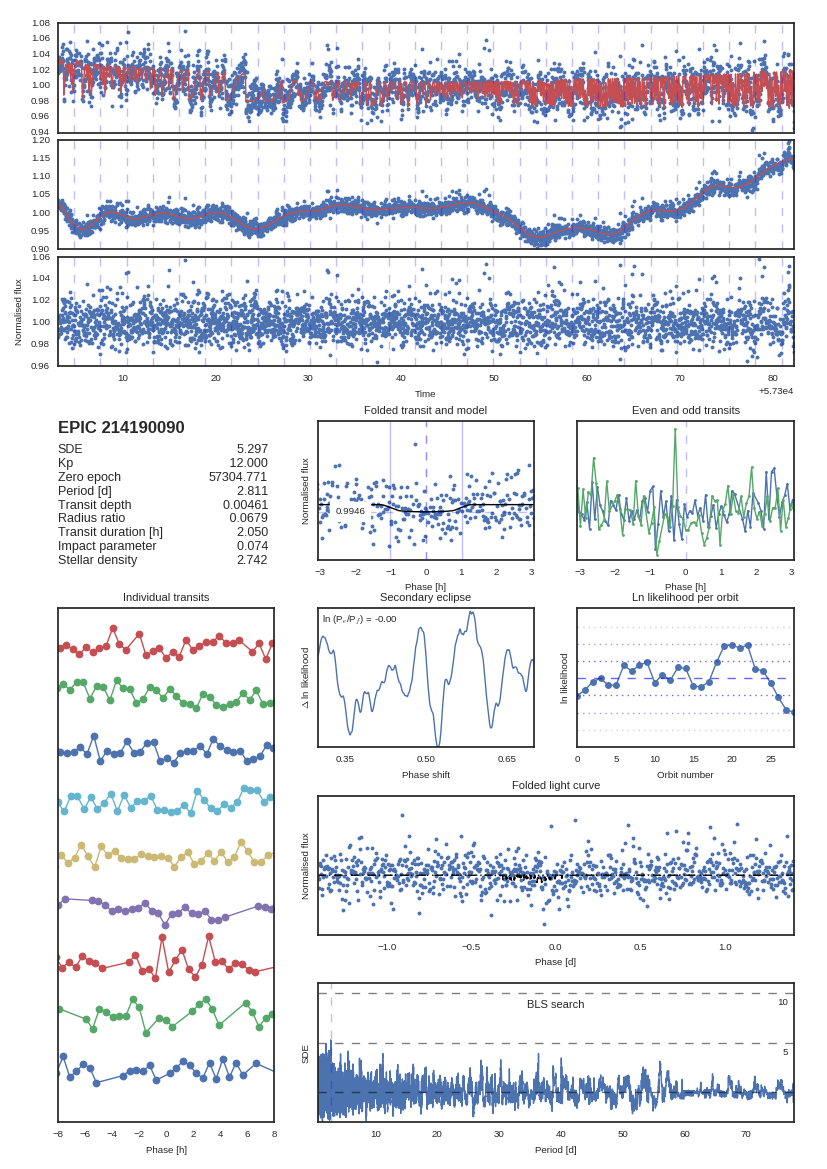 1.08
1.06
1.04
1.02
1.00
0.98
0.96
0.94
1.20
1.15
1.10
1.05
1.00
0.95
0.90
1.06
1.04
1.02
1.00
0.98
0.96
Normalised flux
10 20 30 40 50 60 70 80
Time
+5.73e4
EPIC 214190090
SDE 5.297
Kp 12.000
Zero epoch 57304.771
Period [d] 2.811
Transit depth 0.00461
Radius ratio 0.0679
Transit duration [h] 2.050
Impact parameter 0.074
Stellar density 2.742
Folded transit and model
Normalised flux
0.9946
−3 −2 −1 0 1 2 3
Phase [h]
Even and odd transits
−3 −2 −1 0 1 2 3
Phase [h]
Individual transits
−8 −6 −4 −2 0 2 4 6 8
Phase [h]
Secondary eclipse
ln (Pₑ/P𝑓) = -0.00
Δ ln likelihood
0.35 0.50 0.65
Phase shift
Ln likelihood per orbit
ln likelihood
0 5 10 15 20 25
Orbit number
Folded light curve
Normalised flux
−1.0 −0.5 0.0 0.5 1.0
Phase [d]
BLS search
10
5
SDE
10 20 30 40 50 60 70
Period [d]